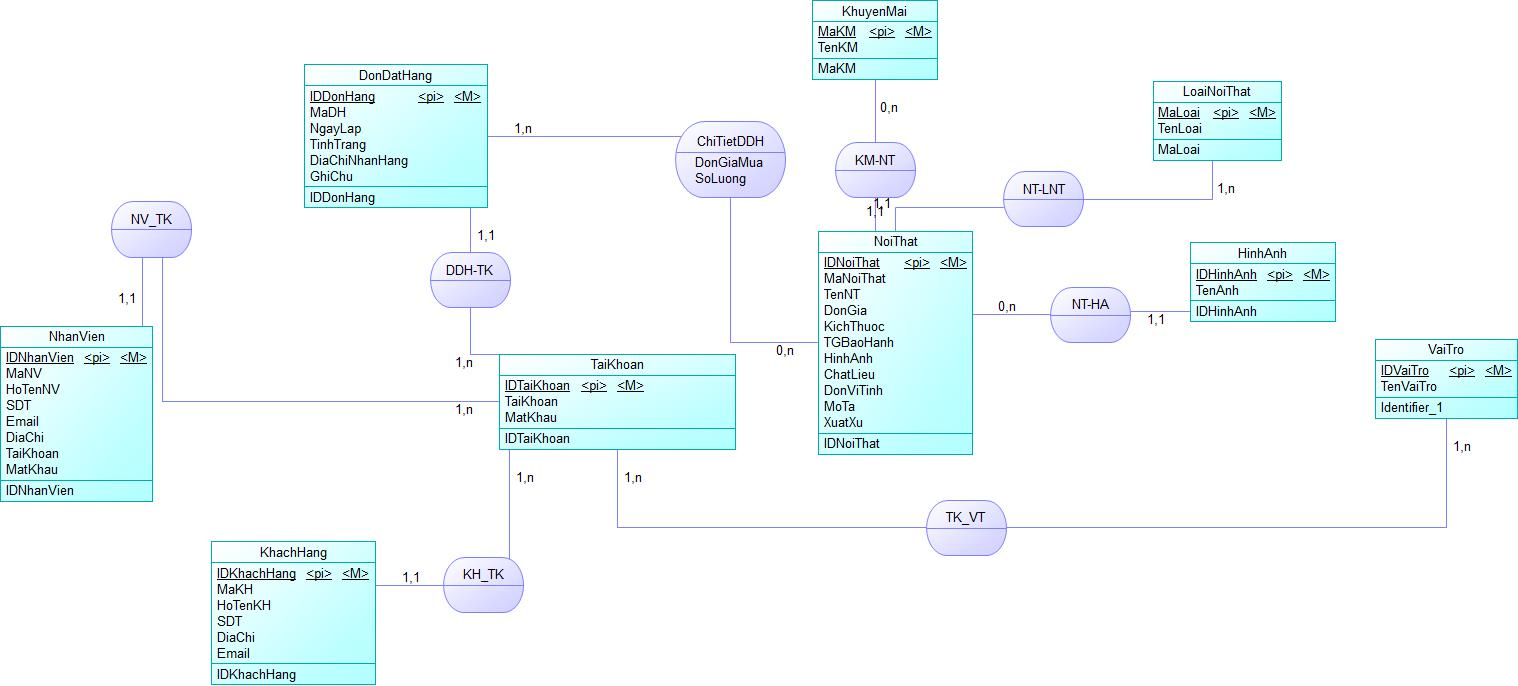 KhuyenMai
MaKM <pi> <M>
TenKM
MaKM
0,n
KM-NT
1,1
DonDatHang
IDDonHang <pi> <M>
MaDH
NgayLap
TinhTrang
DiaChiNhanHang
GhiChu
IDDonHang
1,n
ChiTietDDH
DonGiaMua
SoLuong
0,n
LoaiNoiThat
MaLoai <pi> <M>
TenLoai
MaLoai
1,n
NT-LNT
1,1
NV_TK
1,1
1,n
1,1
DDH-TK
1,n
NoiThat
IDNoiThat <pi> <M>
MaNoiThat
TenNT
DonGia
KichThuoc
TGBaoHanh
HinhAnh
ChatLieu
DonViTinh
MoTa
XuatXu
IDNoiThat
0,n
NT-HA
1,1
HinhAnh
IDHinhAnh <pi> <M>
TenAnh
IDHinhAnh
NhanVien
IDNhanVien <pi> <M>
MaNV
HoTenNV
SDT
Email
DiaChi
TaiKhoan
MatKhau
IDNhanVien
TaiKhoan
IDTaiKhoan <pi> <M>
TaiKhoan
MatKhau
IDTaiKhoan
VaiTro
IDVaiTro <pi> <M>
TenVaiTro
Identifier_1
1,n
1,n
1,n
TK_VT
KhachHang
IDKhachHang <pi> <M>
MaKH
HoTenKH
SDT
DiaChi
Email
IDKhachHang
1,1
KH_TK